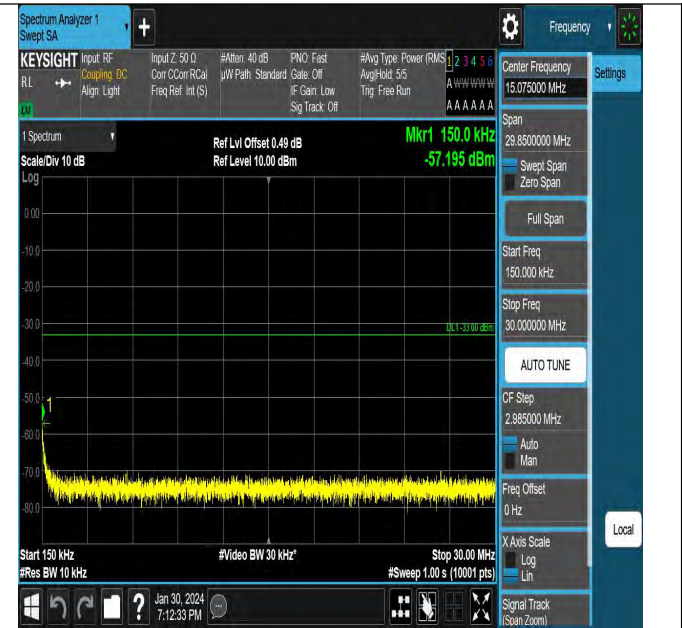 Spectrum Analyzer 1
Swept SA
+
Frequency
KEYSIGHT
RL
Input: RF
Coupling: DC
Align: Light
Input Z: 50 Ω
Corr CCorr RCal
Freq Ref: Int (S)
#Atten: 40 dB
µW Path: Standard
PNO: Fast
Gate: Off
IF Gain: Low
Sig Track: Off
#Avg Type: Power (RMS
Avg|Hold: 5/5
Trig: Free Run
1 2 3 4 5 6
A W W W W W
A A A A A A
1 Spectrum
Scale/Div 10 dB
Log
Ref Lvl Offset 0.49 dB
Ref Level 10.00 dBm
Mkr1 150.0 kHz
-57.195 dBm
0.00
-10.0
-20.0
-30.0
DL1 -33.00 dBm
-40.0
-50.0
1
-60.0
-70.0
-80.0
Start 150 kHz
#Res BW 10 kHz
#Video BW 30 kHz*
Stop 30.00 MHz
#Sweep 1.00 s (10001 pts)
?
Jan 30, 2024
7:12:33 PM
Center Frequency
15.075000 MHz
Settings
Span
29.8500000 MHz
Swept Span
Zero Span
Full Span
Start Freq
150.000 kHz
Stop Freq
30.000000 MHz
AUTO TUNE
CF Step
2.985000 MHz
Auto
Man
Freq Offset
0 Hz
X Axis Scale
Log
Lin
Local
Signal Track
(Span Zoom)